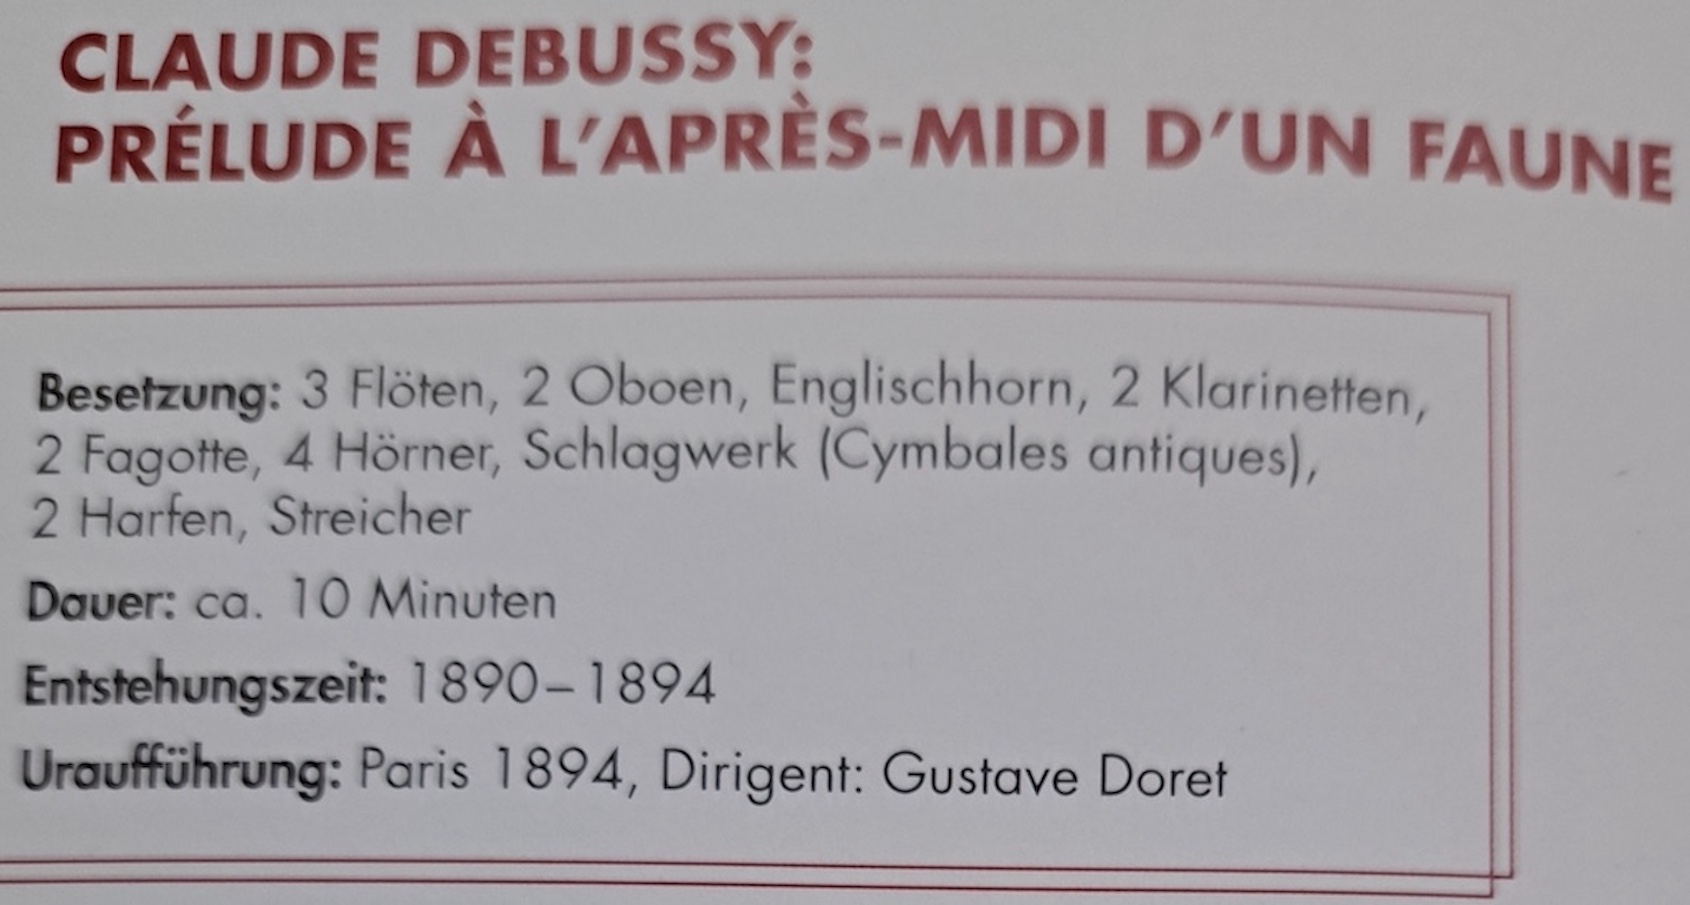 CLAUDE DEBUSSY:
PRÉLUDE À L'APRÈS-MIDI D'UN FAUNE
Besetzung: 3 Flöten, 2 Oboen, Englischhorn, 2 Klarinetten,
2 Fagotte, 4 Hörner, Schlagwerk (Cymbales antiques),
2 Harfen, Streicher
Dauer: ca. 10 Minuten
Entstehungszeit: 1890–1894
Uraufführung: Paris 1894, Dirigent: Gustave Doret